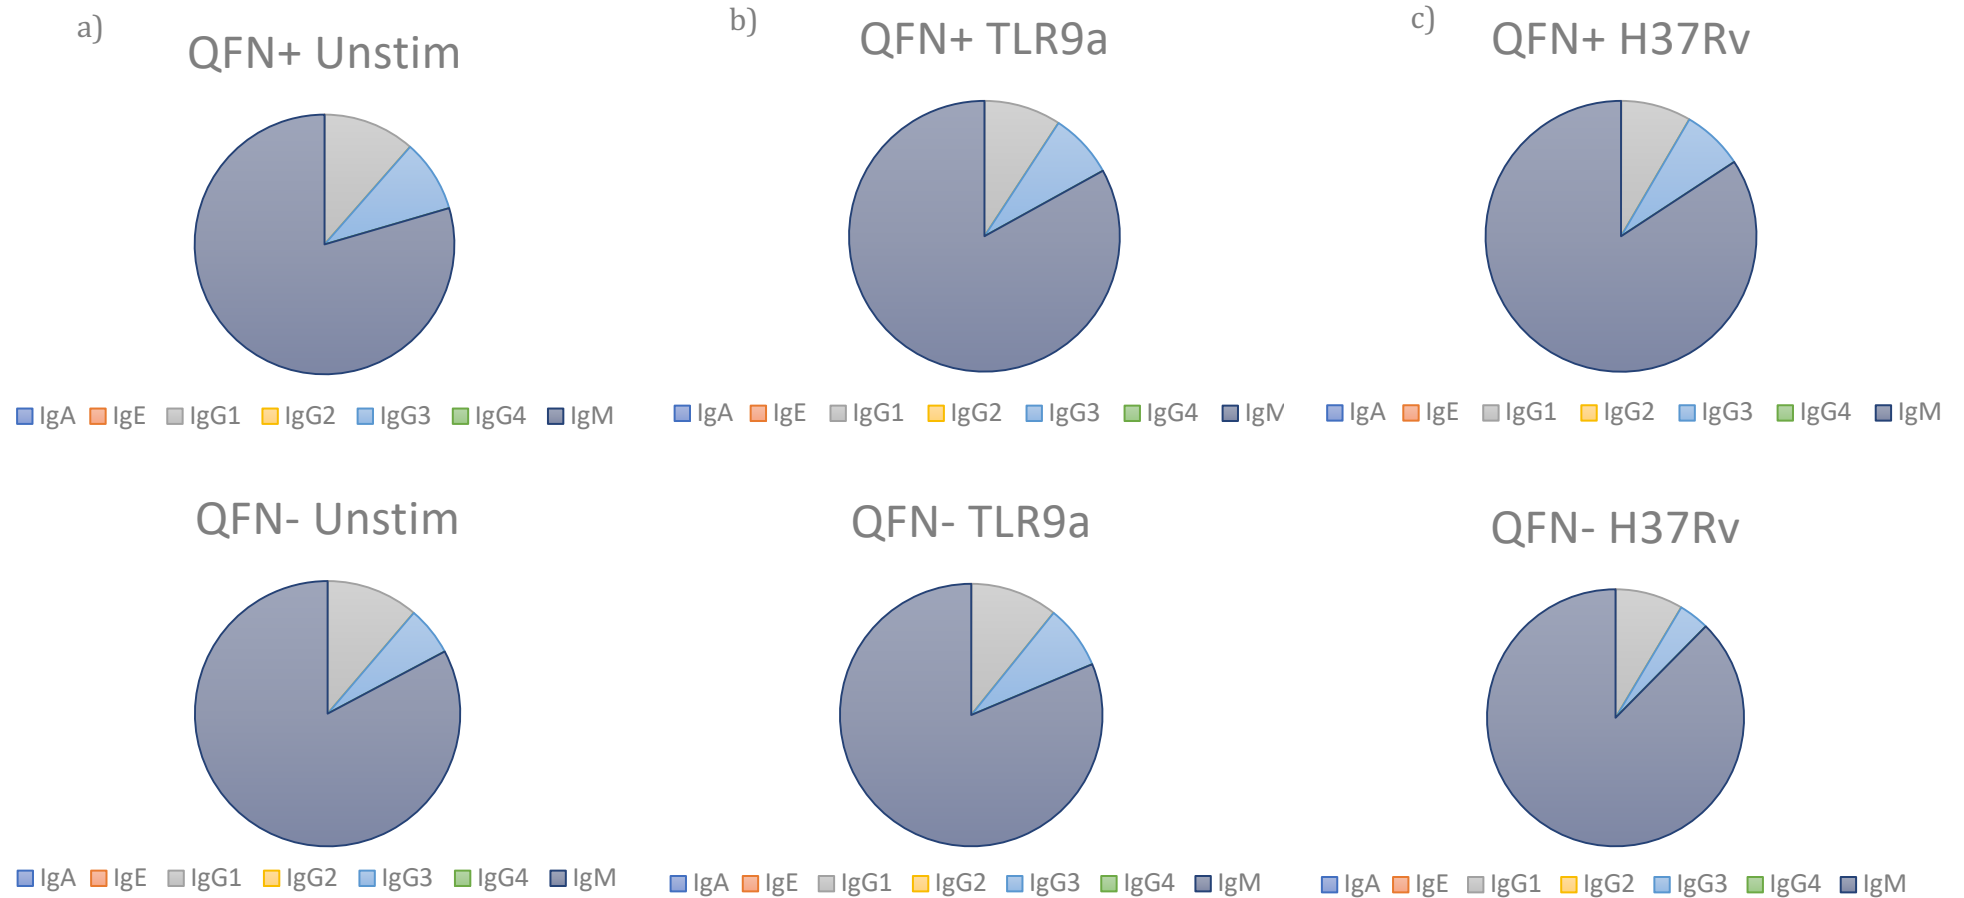 a)
QFN+ Unstim
IgA IgE IgG1 IgG2 IgG3 IgG4 IgM
b)
QFN+ TLR9a
IgA IgE IgG1 IgG2 IgG3 IgG4 IgM
c)
QFN+ H37Rv
IgA IgE IgG1 IgG2 IgG3 IgG4 IgM
QFN- Unstim
IgA IgE IgG1 IgG2 IgG3 IgG4 IgM
QFN- TLR9a
IgA IgE IgG1 IgG2 IgG3 IgG4 IgM
QFN- H37Rv
IgA IgE IgG1 IgG2 IgG3 IgG4 IgM